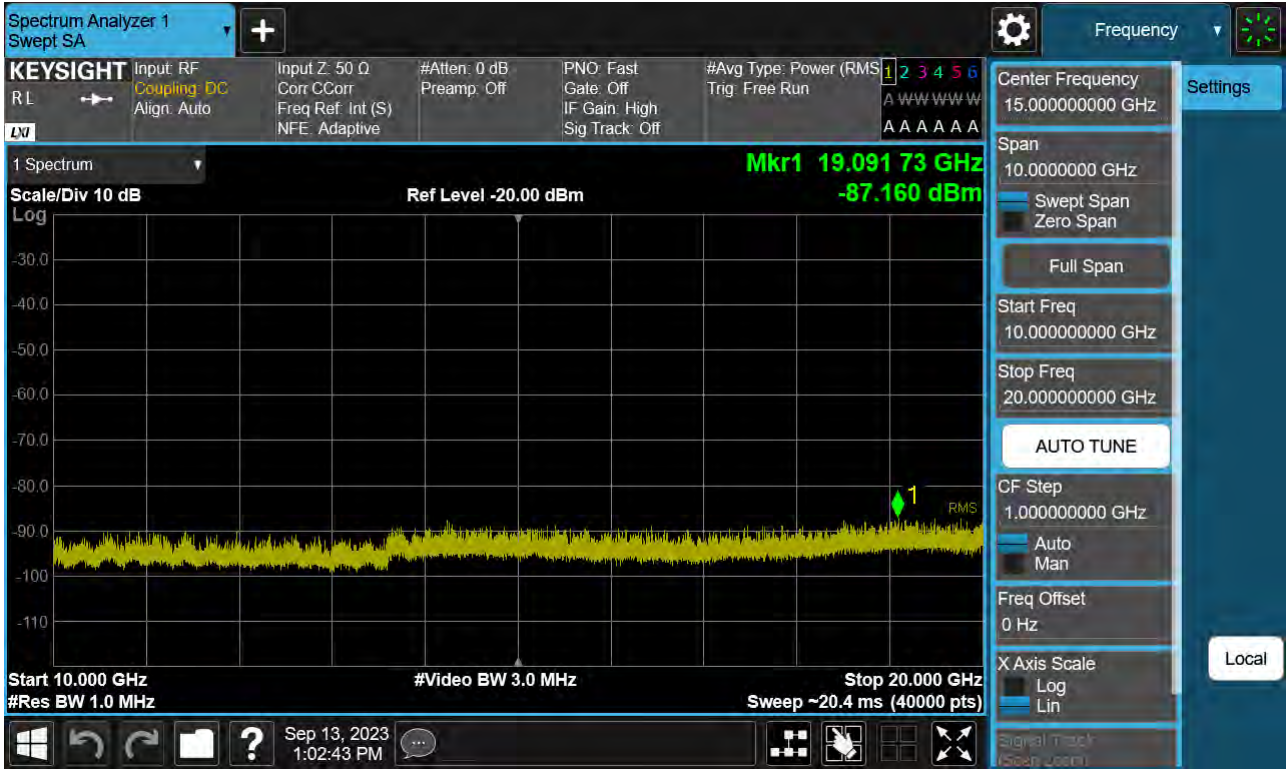 Spectrum Analyzer 1
Swept SA
+
Frequency
KEYSIGHT
R L
LXI
Input: RF
Coupling: DC
Align: Auto
Input Z: 50 Ω
Corr CCorr
Freq Ref: Int (S)
NFE: Adaptive
#Atten: 0 dB
Preamp: Off
PNO: Fast
Gate: Off
IF Gain: High
Sig Track: Off
#Avg Type: Power (RMS
Trig: Free Run
1 2 3 4 5 6
A W W W W W
A A A A A A
1 Spectrum
Scale/Div 10 dB
Log
Ref Level -20.00 dBm
Mkr1 19.091 73 GHz
-87.160 dBm
-30.0
-40.0
-50.0
-60.0
-70.0
-80.0
-90.0
-100
-110
1
RMS
Start 10.000 GHz
#Res BW 1.0 MHz
#Video BW 3.0 MHz
Stop 20.000 GHz
Sweep ~20.4 ms (40000 pts)
Center Frequency
15.000000000 GHz
Span
10.0000000 GHz
Swept Span
Zero Span
Full Span
Start Freq
10.000000000 GHz
Stop Freq
20.000000000 GHz
AUTO TUNE
CF Step
1.000000000 GHz
Auto
Man
Freq Offset
0 Hz
X Axis Scale
Log
Lin
Signal Track
(Span Zoom)
Settings
Local
?
Sep 13, 2023
1:02:43 PM